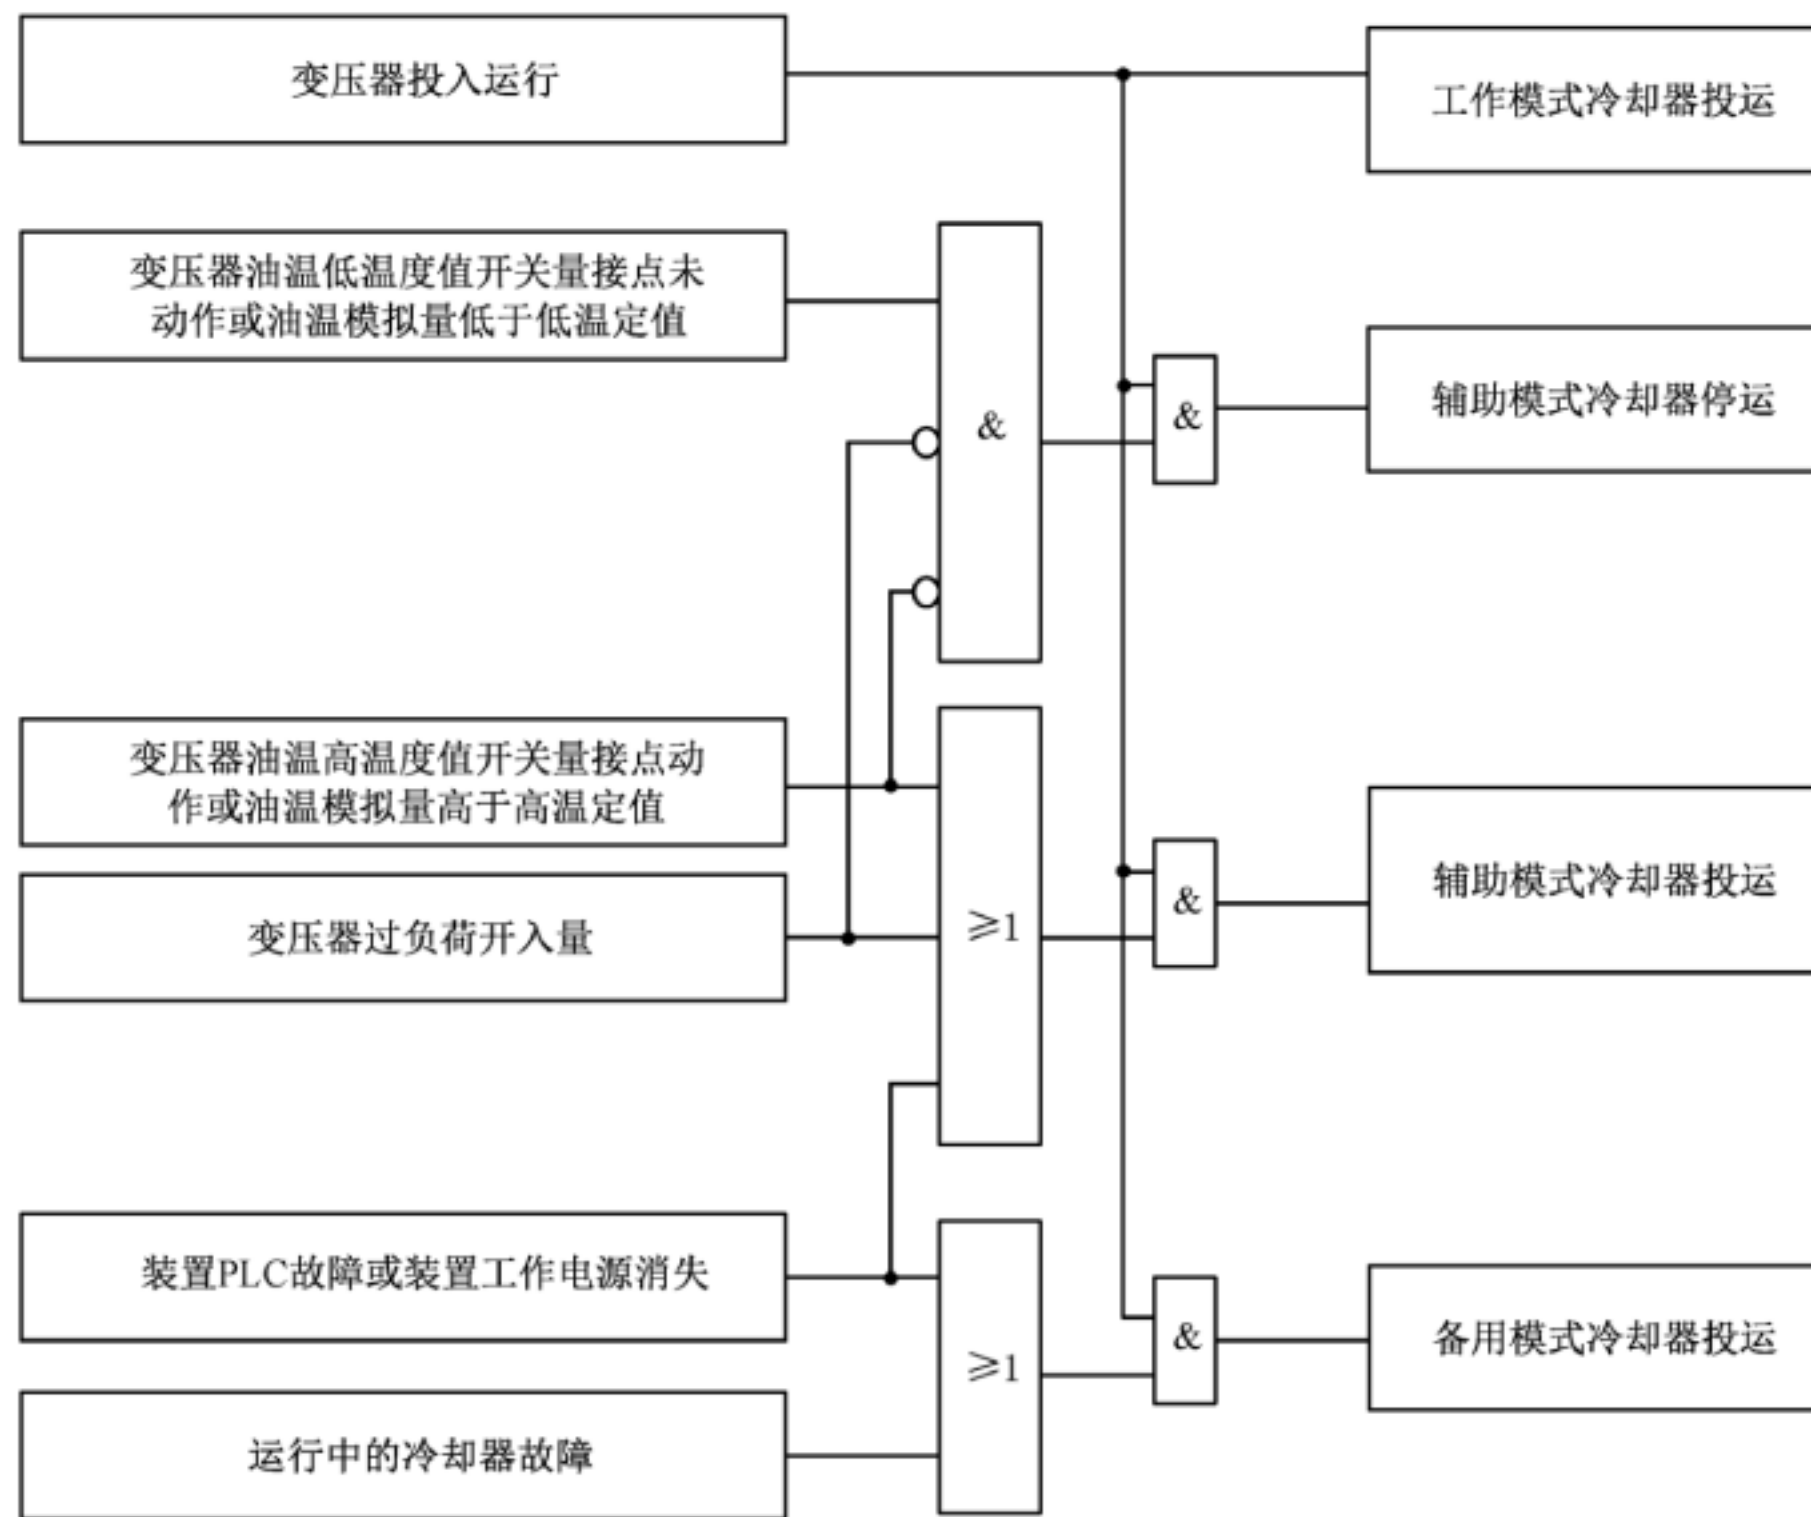 变压器投入运行
工作模式冷却器投运
变压器油温低温度值开关量接点未
动作或油温模拟量低于低温定值
&
&
辅助模式冷却器停运
变压器油温高温度值开关量接点动
作或油温模拟量高于高温定值
变压器过负荷开入量
≥1
&
辅助模式冷却器投运
装置PLC故障或装置工作电源消失
≥1
&
备用模式冷却器投运
运行中的冷却器故障